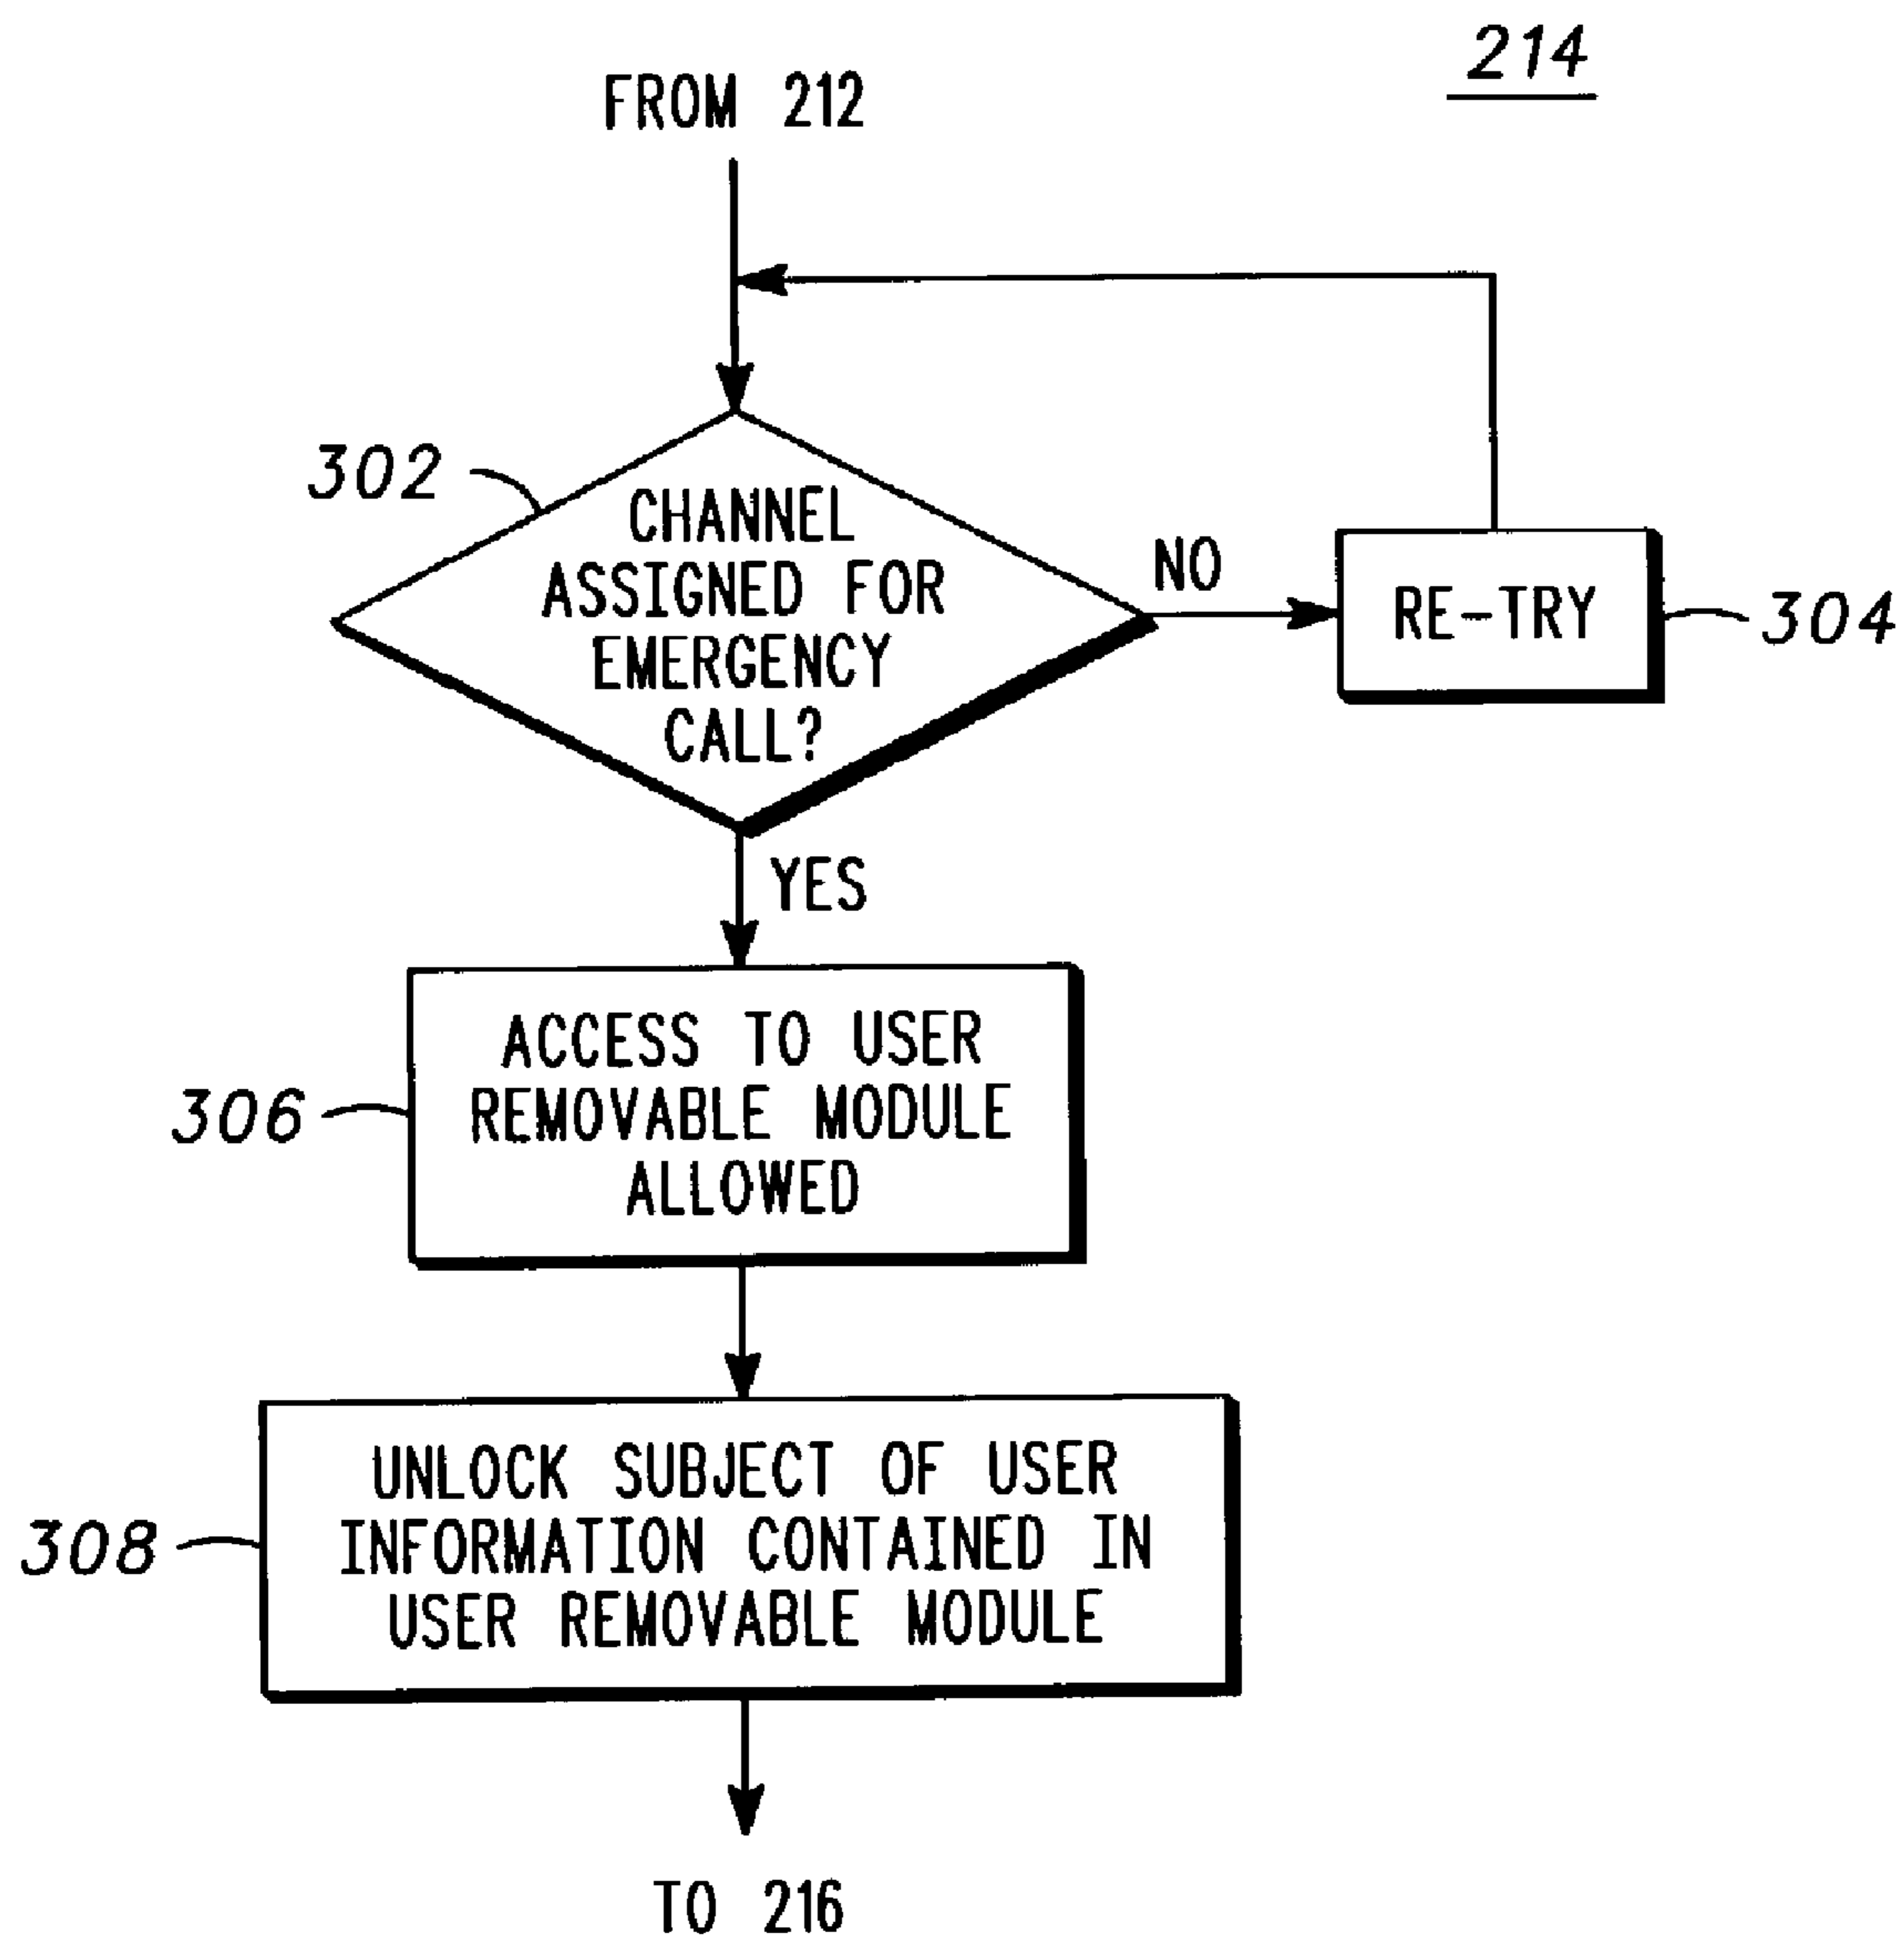 214
FROM 212
302
CHANNEL
ASSIGNED FOR
EMERGENCY
CALL?
NO
RE-TRY
304
YES
306
ACCESS TO USER
REMOVABLE MODULE
ALLOWED
308
UNLOCK SUBJECT OF USER
INFORMATION CONTAINED IN
USER REMOVABLE MODULE
TO 216